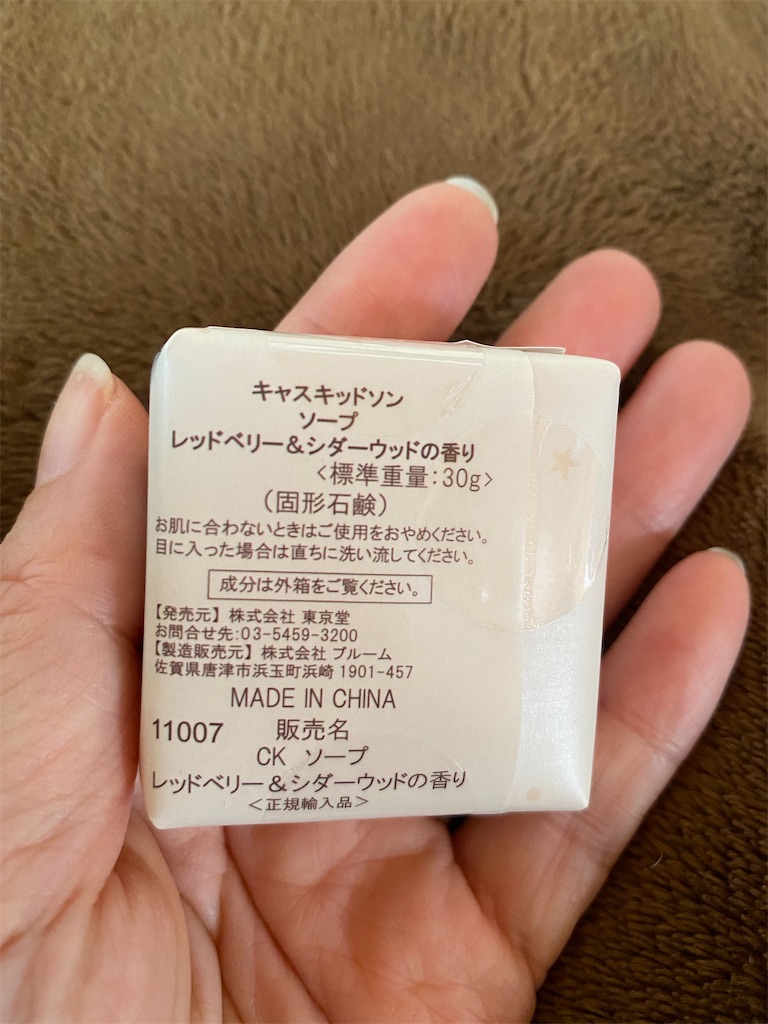 キャスキッドソン
ソープ
レッドベリー＆シダーウッドの香り
＜標準重量：30g＞
（固形石鹸）
お肌に合わないときはご使用をおやめください。
目に入った場合は直ちに洗い流してください。
成分は外箱をご覧ください。
【発売元】株式会社 東京堂
お問合せ先:03-5459-3200
【製造販売元】株式会社 ブルーム
佐賀県唐津市浜玉町浜崎 1901-457
MADE IN CHINA
11007 販売名
CK ソープ
レッドベリー＆シダーウッドの香り
＜正規輸入品＞